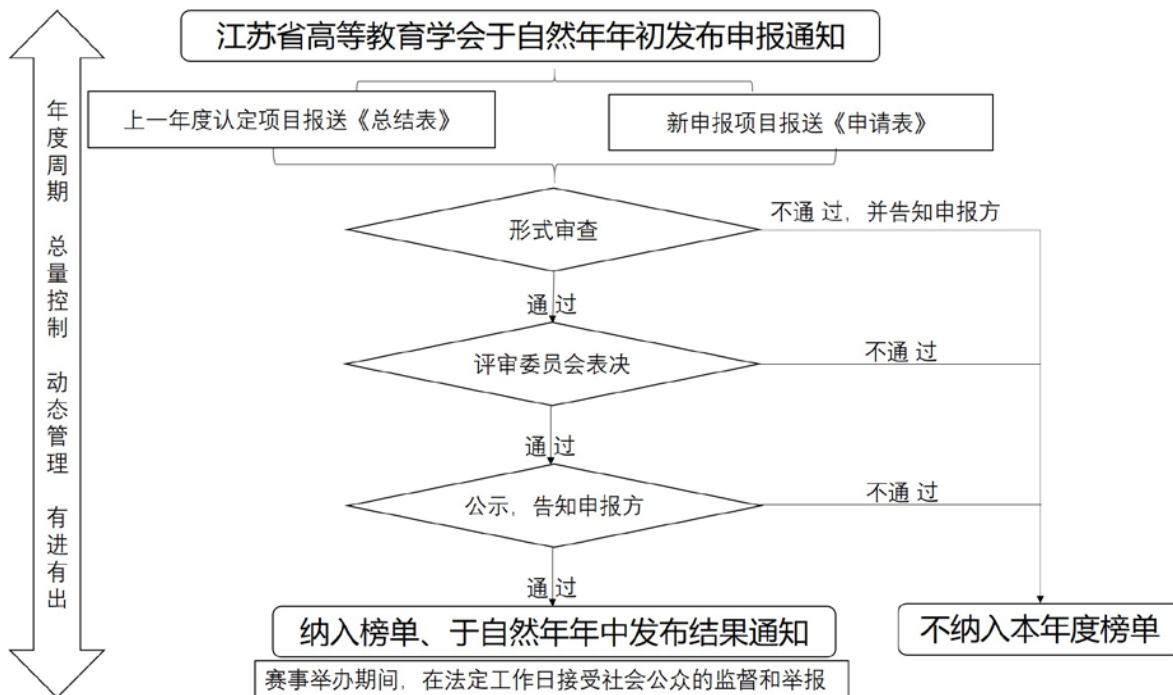 江苏省高等教育学会于自然年年初发布申报通知
上一年度认定项目报送《总结表》
新申报项目报送《申请表》
形式审查
不通 过，并告知申报方
通 过
评审委员会表决
不通 过
通 过
公示，告知申报方
不通 过
通 过
纳入榜单、于自然年年中发布结果通知
不纳入本年度榜单
赛事举办期间，在法定工作日接受社会公众的监督和举报
年度周期 总量控制 动态管理 有进有出